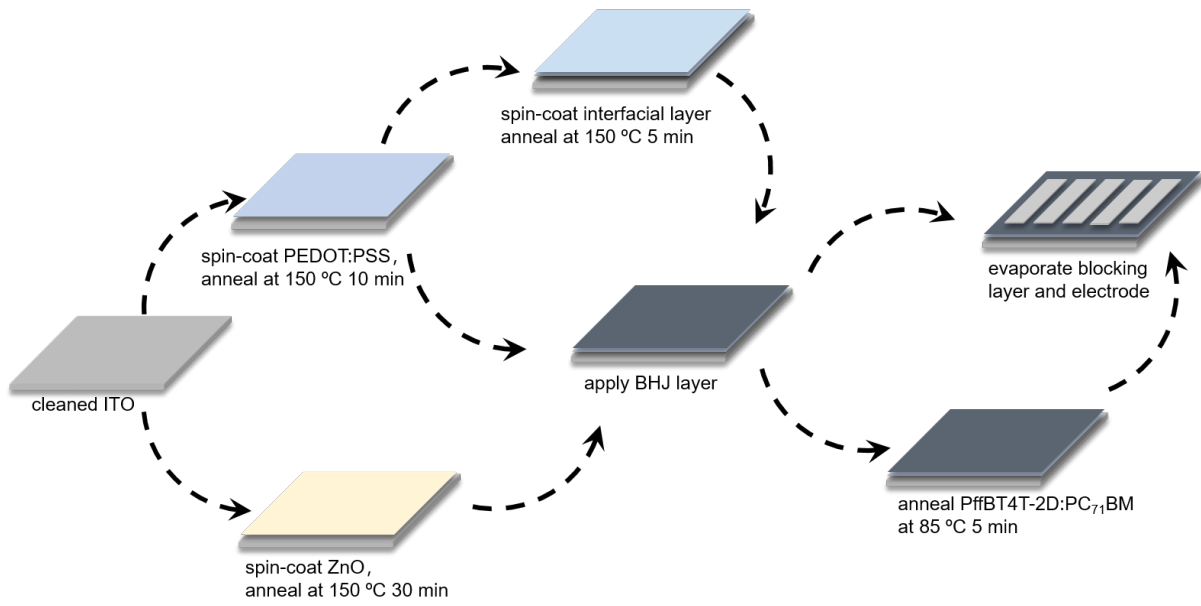 spin-coat interfacial layer
anneal at 150 ºC 5 min
spin-coat PEDOT:PSS,
anneal at 150 ºC 10 min
evaporate blocking
layer and electrode
apply BHJ layer
cleaned ITO
anneal PffBT4T-2D:PC₇₁BM
at 85 ºC 5 min
spin-coat ZnO,
anneal at 150 ºC 30 min